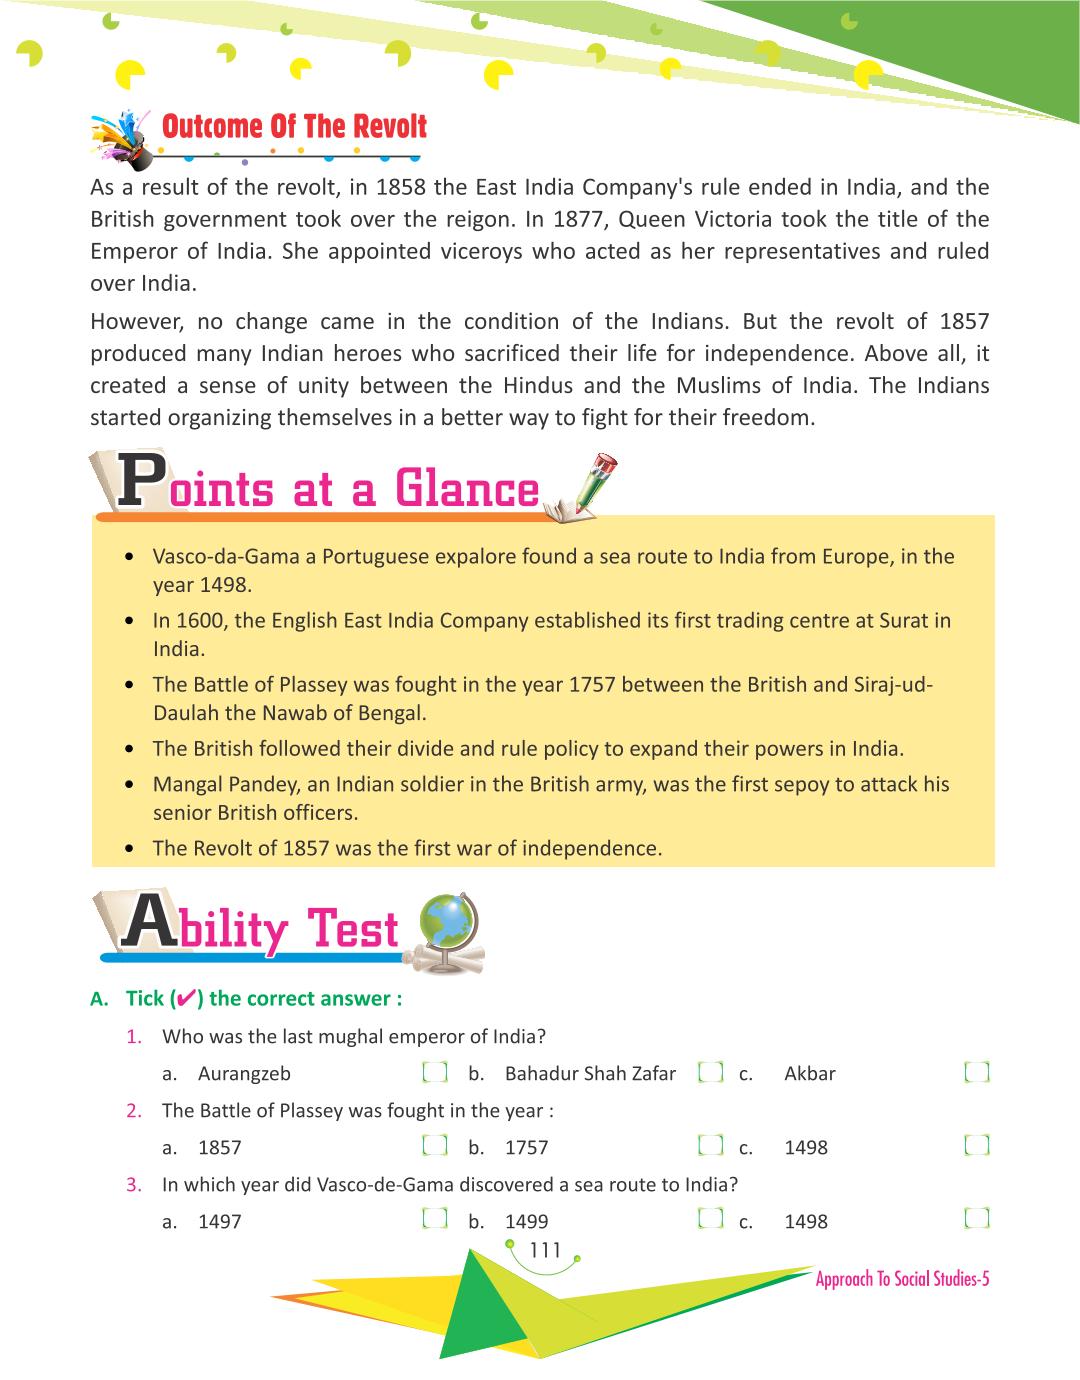 Outcome Of The Revolt
As a result of the revolt, in 1858 the East India Company's rule ended in India, and the
British government took over the reigon. In 1877, Queen Victoria took the title of the
Emperor of India. She appointed viceroys who acted as her representatives and ruled
over India.
However, no change came in the condition of the Indians. But the revolt of 1857
produced many Indian heroes who sacrificed their life for independence. Above all, it
created a sense of unity between the Hindus and the Muslims of India. The Indians
started organizing themselves in a better way to fight for their freedom.
Points at a Glance
• Vasco-da-Gama a Portuguese expalore found a sea route to India from Europe, in the
year 1498.
• In 1600, the English East India Company established its first trading centre at Surat in
India.
• The Battle of Plassey was fought in the year 1757 between the British and Siraj-ud-
Daulah the Nawab of Bengal.
• The British followed their divide and rule policy to expand their powers in India.
• Mangal Pandey, an Indian soldier in the British army, was the first sepoy to attack his
senior British officers.
• The Revolt of 1857 was the first war of independence.
Ability Test
A. Tick (✔) the correct answer :
1. Who was the last mughal emperor of India?
a. Aurangzeb b. Bahadur Shah Zafar c. Akbar
2. The Battle of Plassey was fought in the year :
a. 1857 b. 1757 c. 1498
3. In which year did Vasco-de-Gama discovered a sea route to India?
a. 1497 b. 1499 c. 1498
111
Approach To Social Studies-5